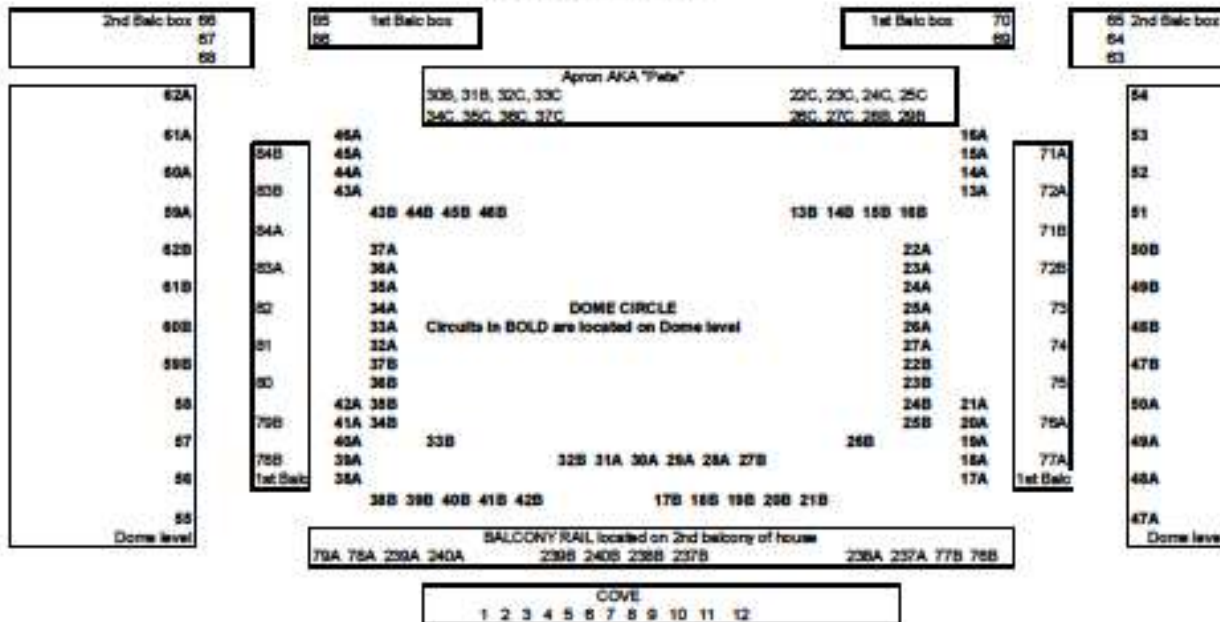 2nd Balc box 66
67
68
65 1st Balc box
66
1st Balc box 70
69
65 2nd Balc box
64
63
Apron AKA "Pete"
30B, 31B, 32C, 33C 22C, 23C, 24C, 25C
34C, 35C, 36C, 37C 26C, 27C, 28B, 29B
62A
61A
60A
59A
62B
61B
60B
59B
58
57
56
55
Dome level
84B
83B
84A
83A
82
81
80
79B
78B
1st Balc
46A
45A
44A
43A
43B 44B 45B 46B
37A
36A
35A
34A
33A
32A
37B
36B
42A 35B
41A 34B
40A 33B
39A
38A
DOME CIRCLE
Circuits in BOLD are located on Dome level
16A
15A
14A
13A
13B 14B 15B 16B
22A
23A
24A
25A
26A
27A
22B
23B
24B 21A
25B 20A
26B 19A
18A
17A
32B 31A 30A 29A 28A 27B
38B 39B 40B 41B 42B 17B 18B 19B 20B 21B
71A
72A
71B
72B
73
74
75
76A
77A
1st Balc
54
53
52
51
50B
49B
48B
47B
50A
49A
48A
47A
Dome leve
BALCONY RAIL located on 2nd balcony of house
79A 78A 239A 240A 239B 240B 238B 237B 238A 237A 77B 76B
COVE
1 2 3 4 5 6 7 8 9 10 11 12